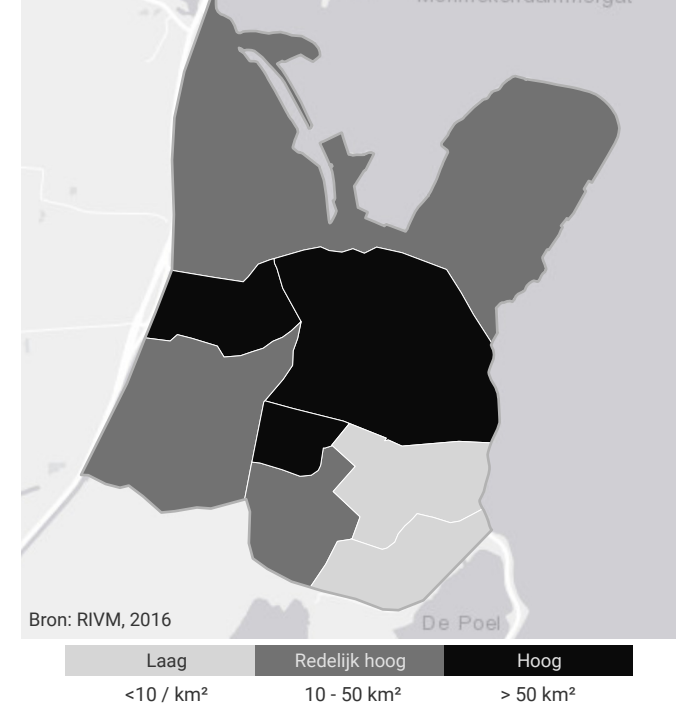 De Poel
Bron: RIVM, 2016
Laag Redelijk hoog Hoog
<10 / km² 10 - 50 km² > 50 km²